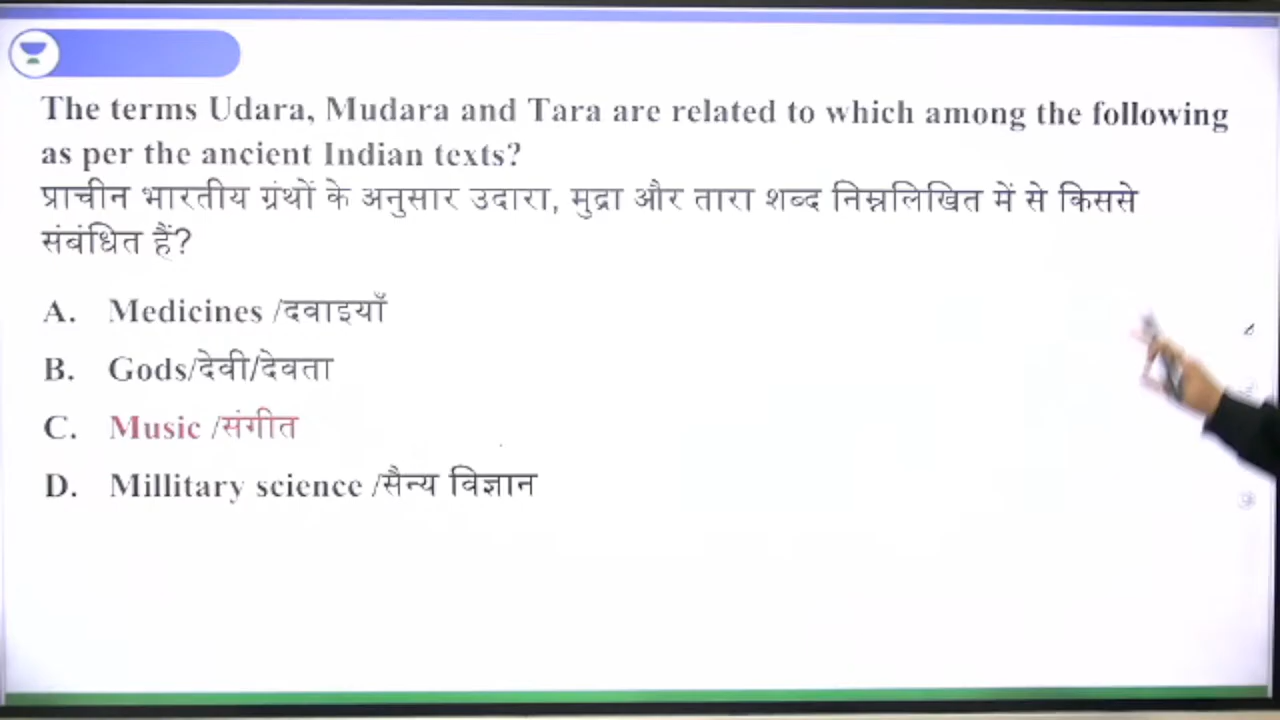 The terms Udara, Mudara and Tara are related to which among the following
as per the ancient Indian texts?
प्राचीन भारतीय ग्रंथों के अनुसार उदारा, मुद्रा और तारा शब्द निम्नलिखित में से किससे
संबंधित हैं?
A. Medicines /दवाइयाँ
B. Gods/देवी/देवता
C. Music /संगीत
D. Millitary science /सैन्य विज्ञान